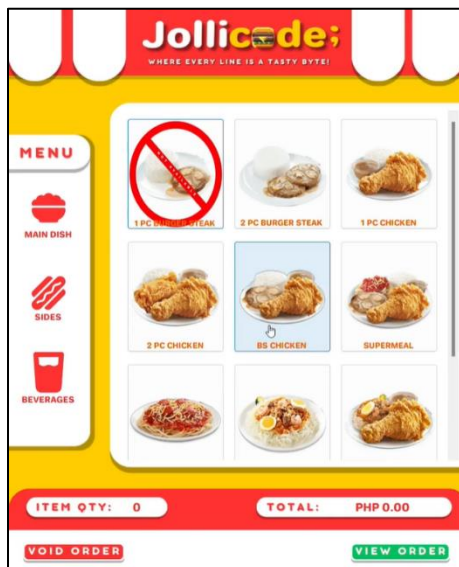 Jollicode;
WHERE EVERY LINE IS A TASTY BYTE!
MENU
MAIN DISH
SIDES
BEVERAGES
1 PC BURGER STEAK
2 PC BURGER STEAK
1 PC CHICKEN
2 PC CHICKEN
BS CHICKEN
SUPERMEAL
ITEM QTY: 0
TOTAL: PHP 0.00
VOID ORDER
VIEW ORDER